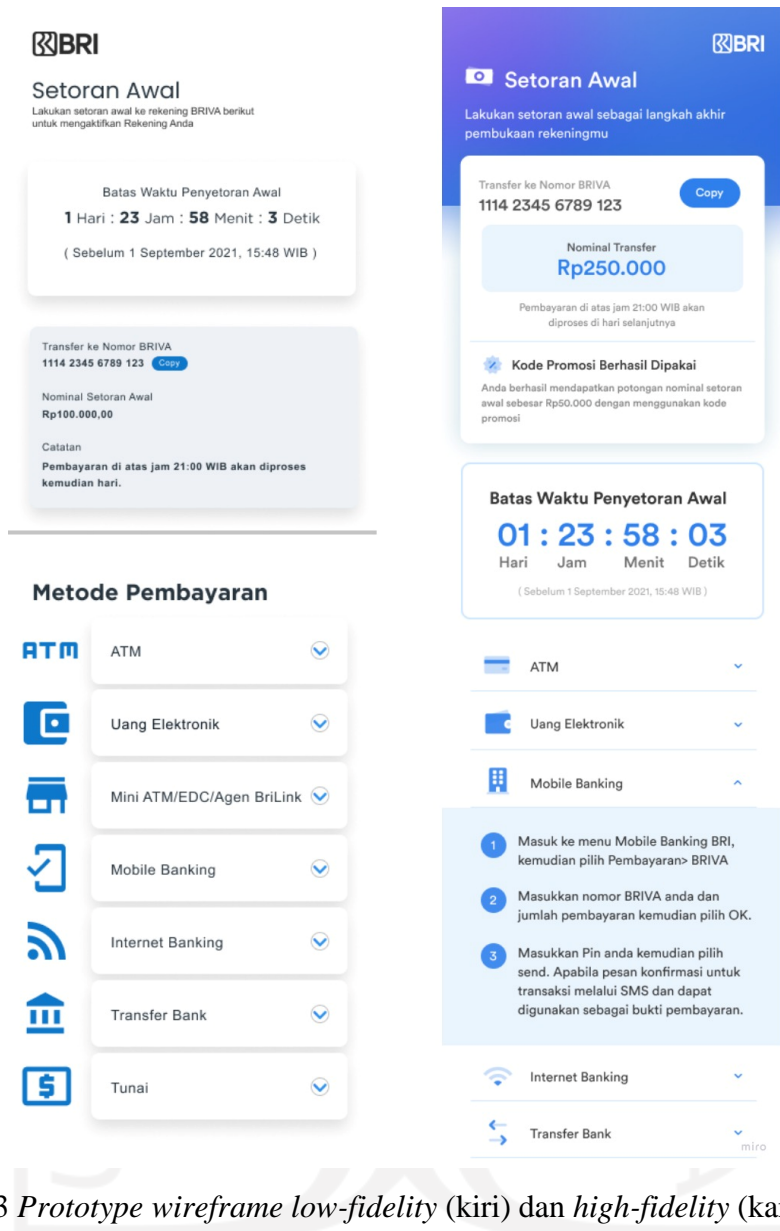 BRI
Setoran Awal
Lakukan setoran awal ke rekening BRIVA berikut
untuk mengaktifkan Rekening Anda
Batas Waktu Penyetoran Awal
1 Hari : 23 Jam : 58 Menit : 3 Detik
( Sebelum 1 September 2021, 15:48 WIB )
Transfer ke Nomor BRIVA
1114 2345 6789 123 Copy
Nominal Setoran Awal
Rp100.000,00
Catatan
Pembayaran di atas jam 21:00 WIB akan diproses
kemudian hari.
Metode Pembayaran
ATM ATM
Uang Elektronik
Mini ATM/EDC/Agen BriLink
Mobile Banking
Internet Banking
Transfer Bank
$ Tunai
BRI
Setoran Awal
Lakukan setoran awal sebagai langkah akhir
pembukaan rekeningmu
Transfer ke Nomor BRIVA
1114 2345 6789 123 Copy
Nominal Transfer
Rp250.000
Pembayaran di atas jam 21:00 WIB akan
diproses di hari selanjutnya
Kode Promosi Berhasil Dipakai
Anda berhasil mendapatkan potongan nominal setoran
awal sebesar Rp50.000 dengan menggunakan kode
promosi
Batas Waktu Penyetoran Awal
01 : 23 : 58 : 03
Hari Jam Menit Detik
( Sebelum 1 September 2021, 15:48 WIB )
ATM
Uang Elektronik
Mobile Banking
1 Masuk ke menu Mobile Banking BRI,
kemudian pilih Pembayaran> BRIVA
2 Masukkan nomor BRIVA anda dan
jumlah pembayaran kemudian pilih OK.
3 Masukkan Pin anda kemudian pilih
send. Apabila pesan konfirmasi untuk
transaksi melalui SMS dan dapat
digunakan sebagai bukti pembayaran.
Internet Banking
Transfer Bank
miro
3 Prototype wireframe low-fidelity (kiri) dan high-fidelity